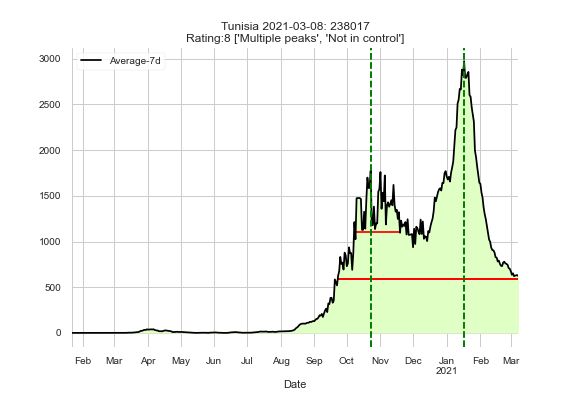 Tunisia 2021-03-08: 238017
Rating:8 ['Multiple peaks', 'Not in control']
Average-7d
3000
2500
2000
1500
1000
500
0
Feb Mar Apr May Jun Jul Aug Sep Oct Nov Dec Jan Feb Mar
2021
Date